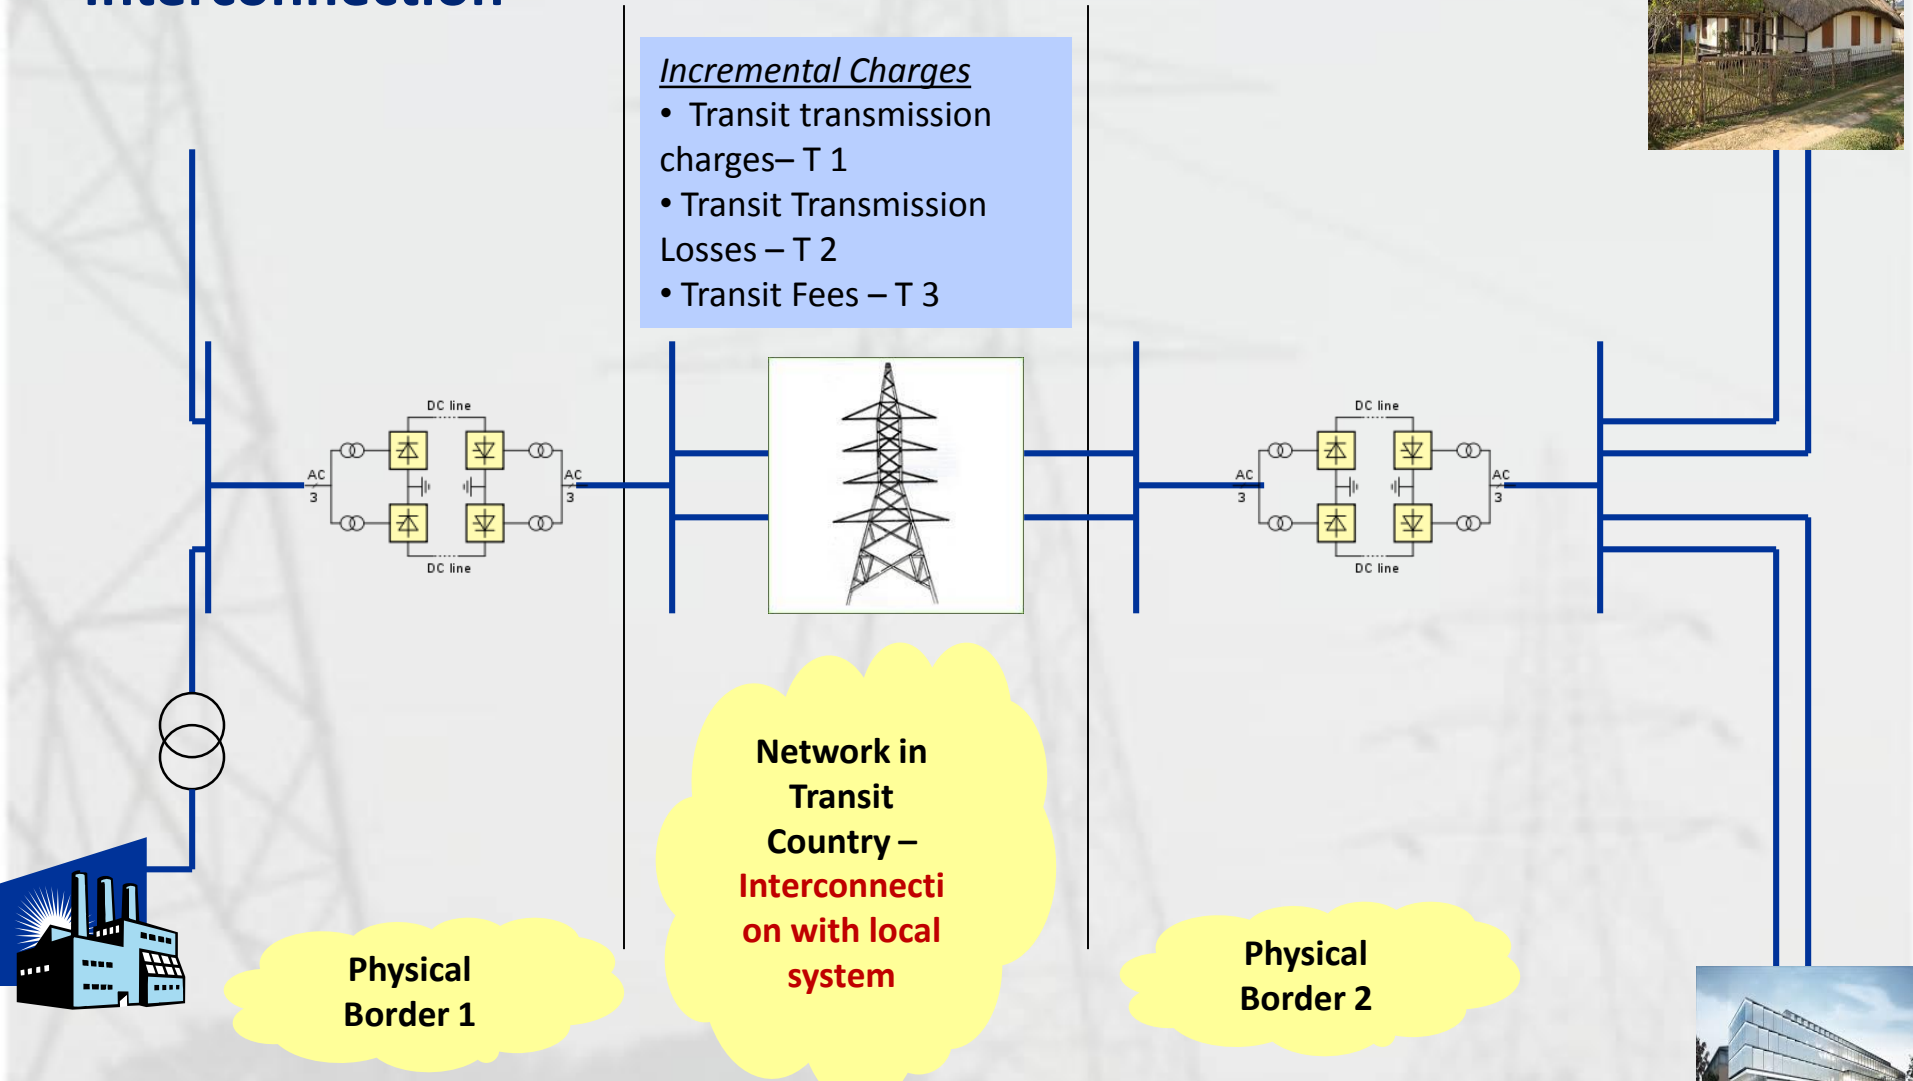 Interconnection
Incremental Charges
• Transit transmission
charges– T 1
• Transit Transmission
Losses – T 2
• Transit Fees – T 3
DC line
AC
3
AC
3
DC line
DC line
AC
3
AC
3
DC line
Network in
Transit
Country –
Interconnecti
on with local
system
Physical
Border 1
Physical
Border 2